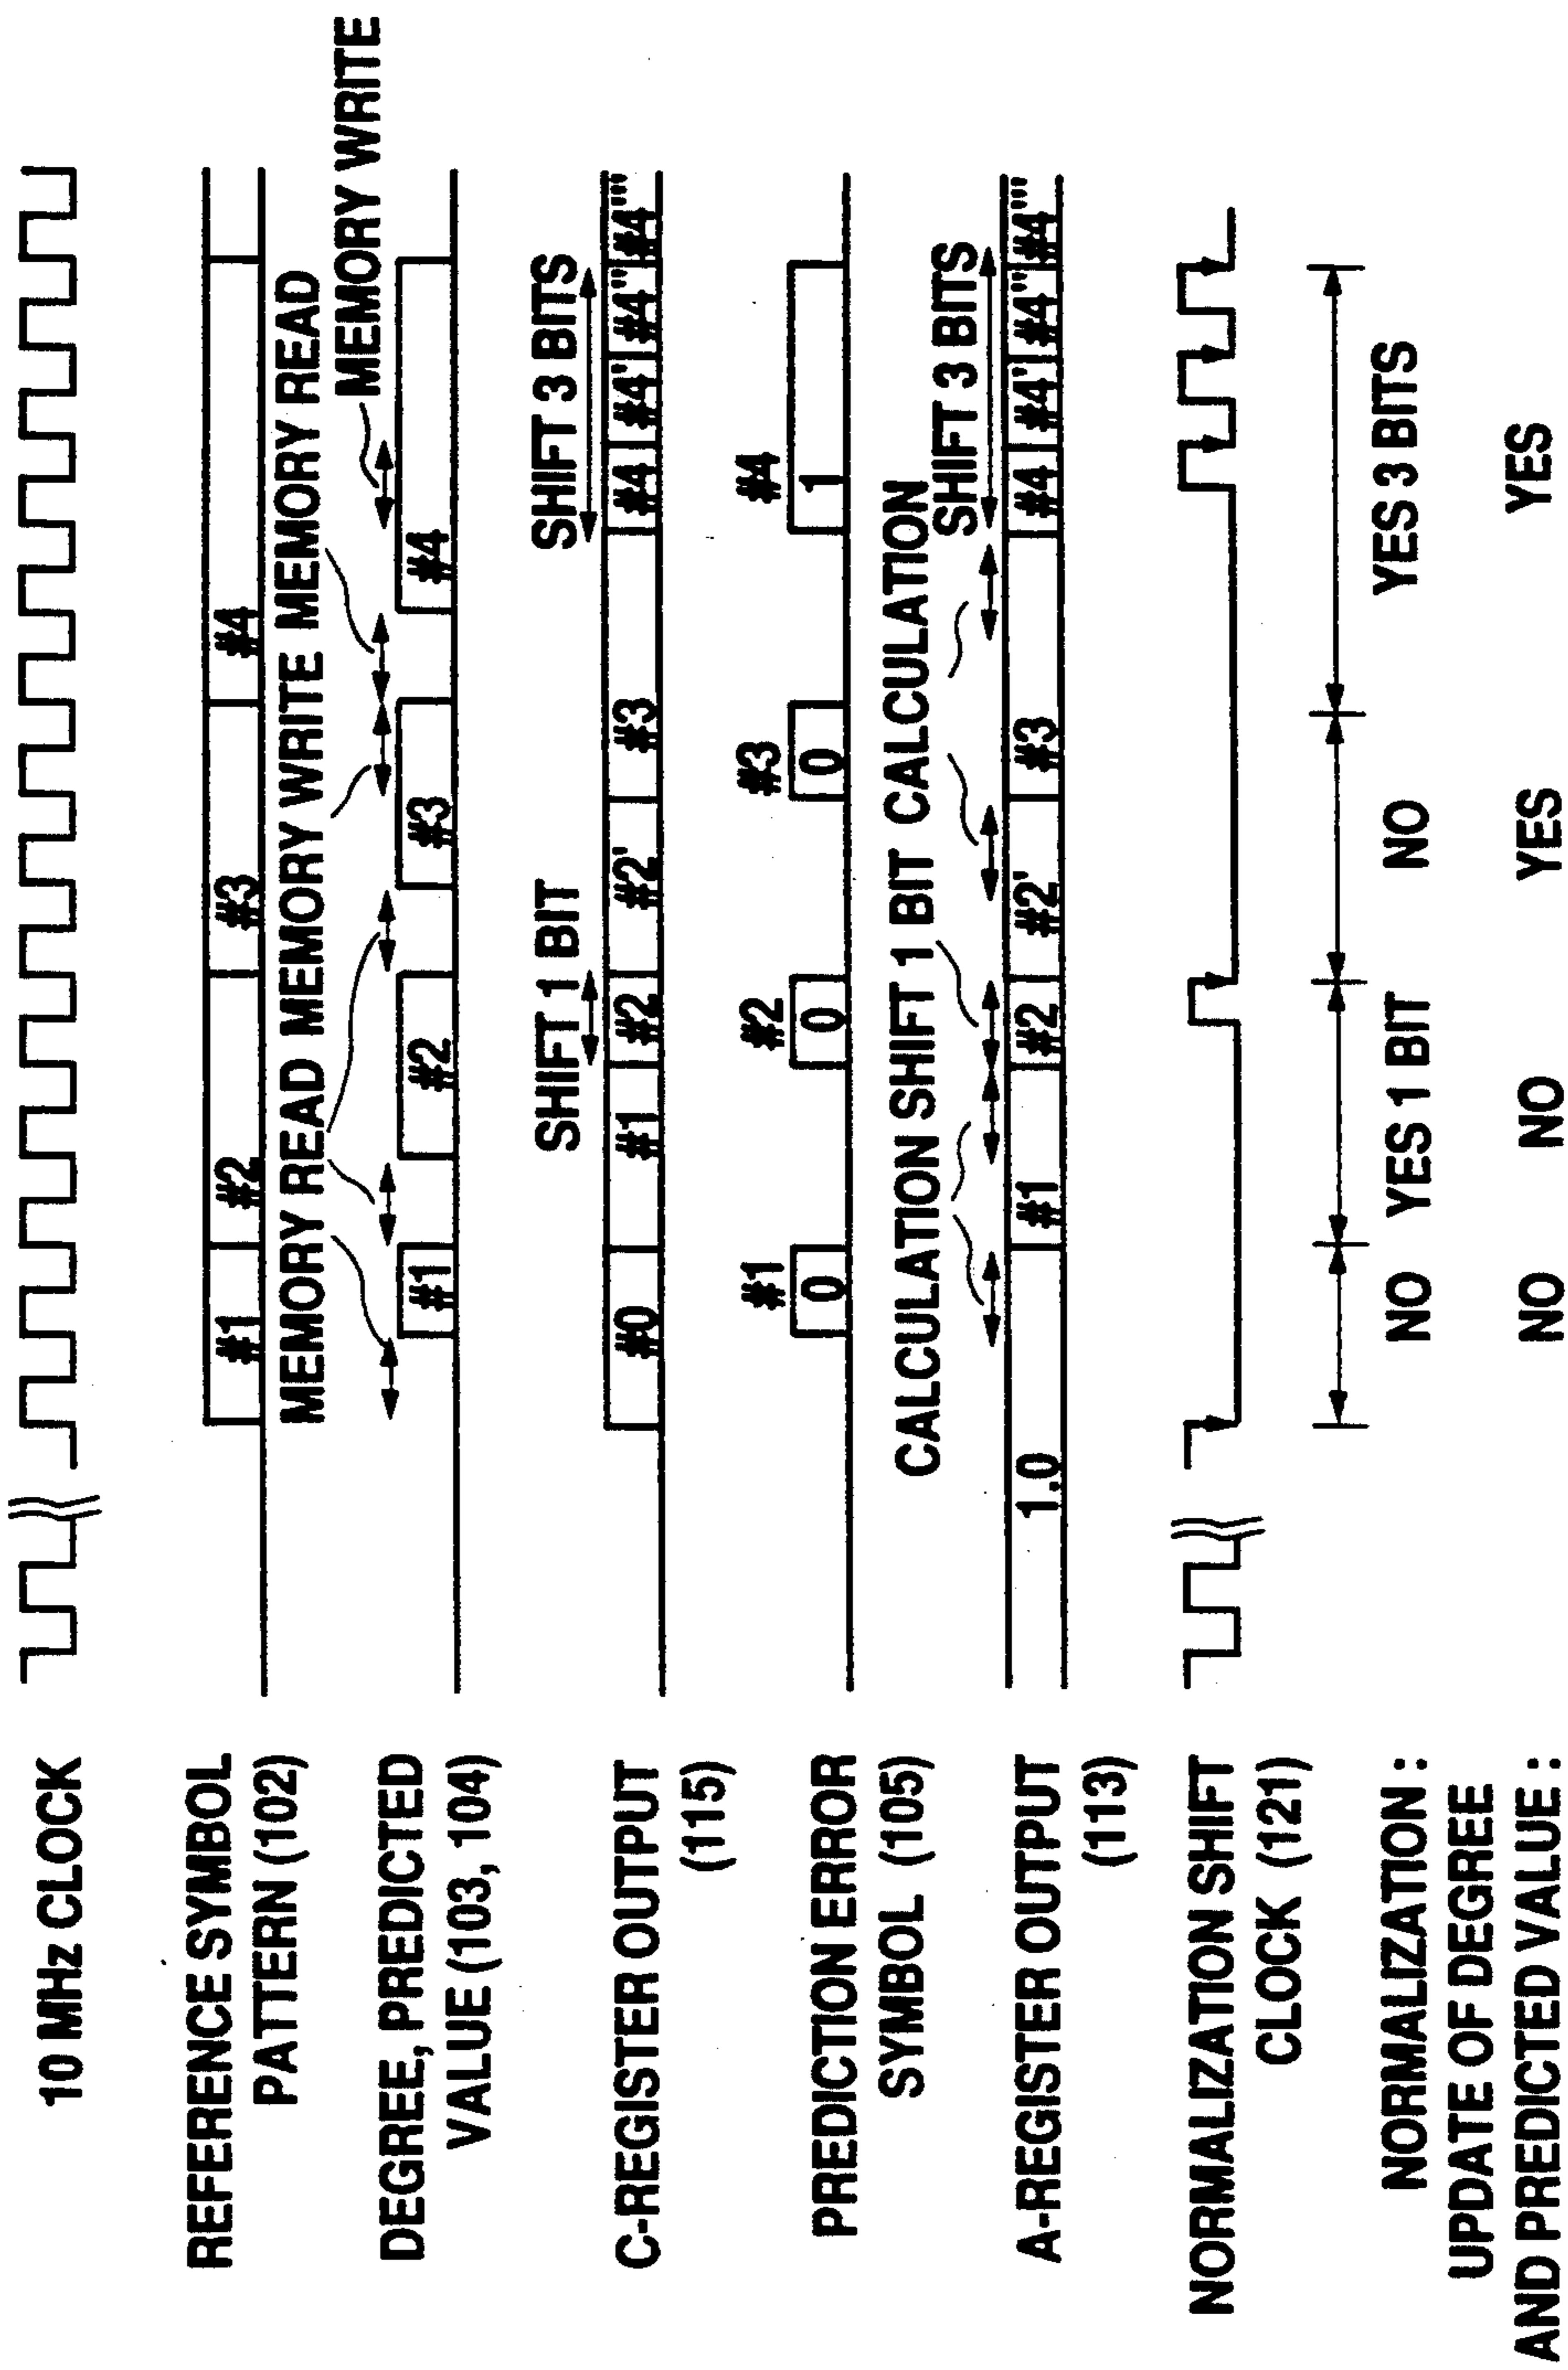 10 MHz CLOCK
REFERENCE SYMBOL
PATTERN (102)
#1 #2 #3 #4
MEMORY READ MEMORY WRITE MEMORY READ
MEMORY WRITE
DEGREE, PREDICTED
VALUE (103, 104)
#1 #2 #3 #4
SHIFT 1 BIT SHIFT 3 BITS
C-REGISTER OUTPUT
(115)
#0 #1 #2 #2' #3 #4 #4' #4'' #4'''
#1 #2 #3 #4
PREDICTION ERROR
SYMBOL (105)
0 0 0 1
CALCULATION SHIFT 1 BIT CALCULATION
SHIFT 3 BITS
A-REGISTER OUTPUT
(113)
1.0 #1 #2 #2' #3 #4 #4' #4'' #4'''
NORMALIZATION SHIFT
CLOCK (121)
NORMALIZATION : NO YES 1 BIT NO YES 3 BITS
UPDATE OF DEGREE
AND PREDICTED VALUE : NO NO YES YES